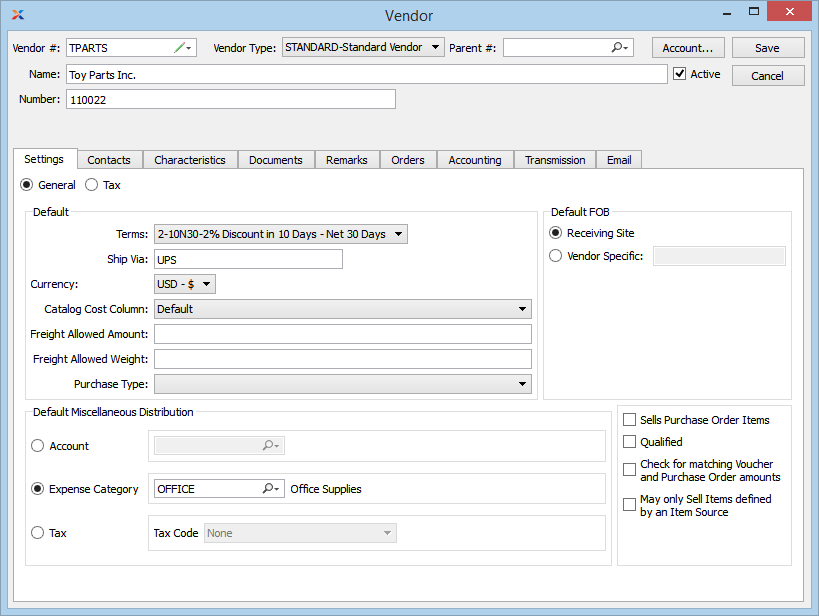 Vendor
Vendor #: TPARTS Vendor Type: STANDARD-Standard Vendor Parent #: Account... Save
Name: Toy Parts Inc. Active Cancel
Number: 110022
Settings Contacts Characteristics Documents Remarks Orders Accounting Transmission Email
General Tax
Default
Terms: 2-10N30-2% Discount in 10 Days - Net 30 Days
Ship Via: UPS
Currency: USD - $
Catalog Cost Column: Default
Freight Allowed Amount:
Freight Allowed Weight:
Purchase Type:
Default FOB
Receiving Site
Vendor Specific:
Default Miscellaneous Distribution
Account
Expense Category OFFICE Office Supplies
Tax Tax Code None
Sells Purchase Order Items
Qualified
Check for matching Voucher
and Purchase Order amounts
May only Sell Items defined
by an Item Source